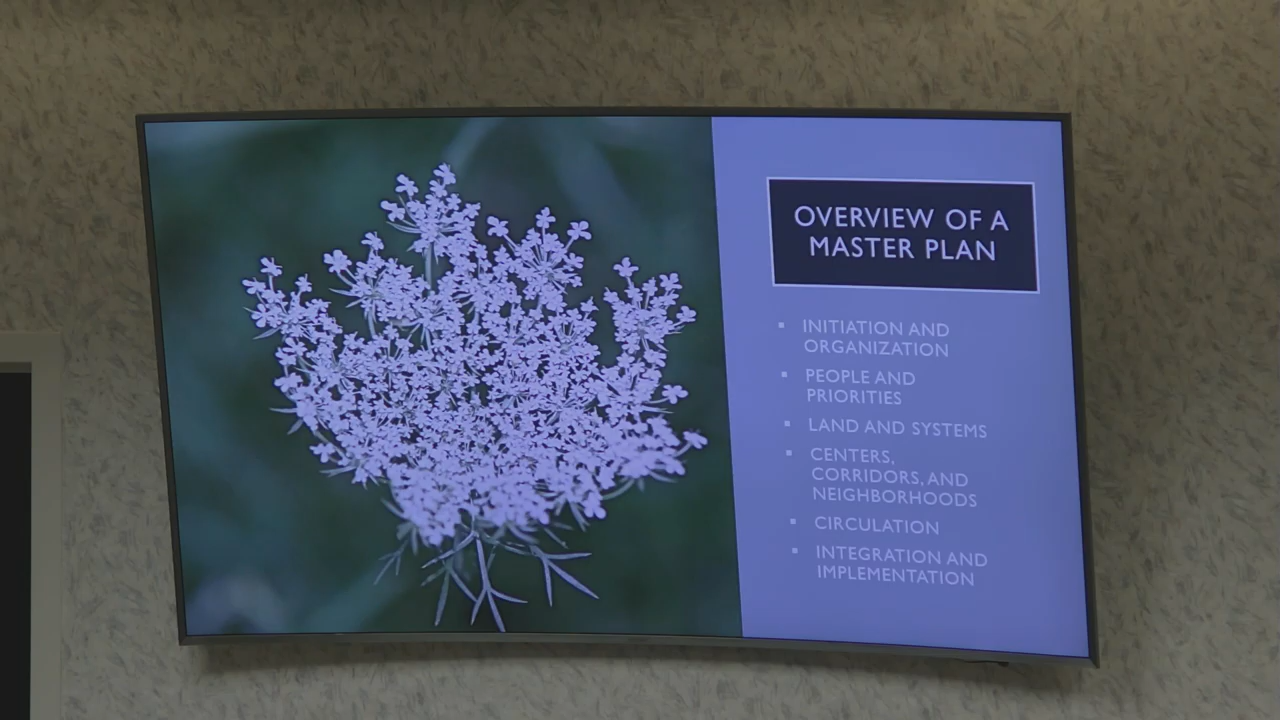 OVERVIEW OF A
MASTER PLAN
▪ INITIATION AND
ORGANIZATION
▪ PEOPLE AND
PRIORITIES
▪ LAND AND SYSTEMS
▪ CENTERS,
CORRIDORS, AND
NEIGHBORHOODS
▪ CIRCULATION
▪ INTEGRATION AND
IMPLEMENTATION